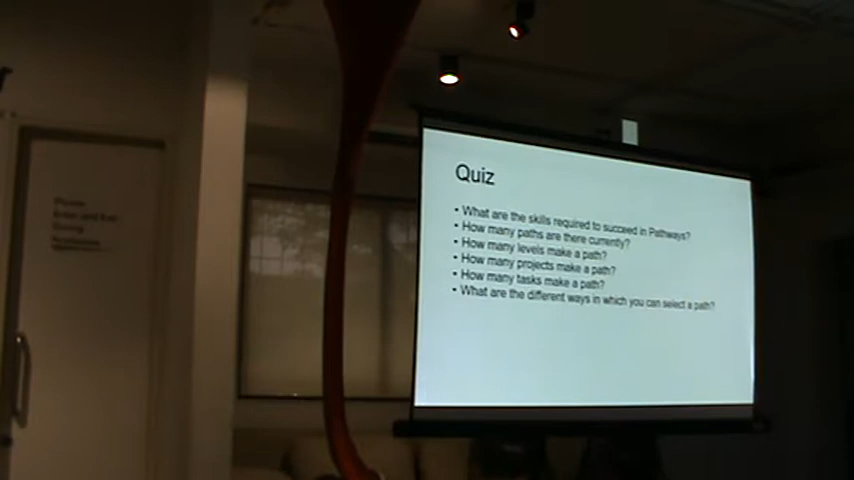 Quiz
• What are the skills required to succeed in Pathways?
• How many paths are there currently?
• How many levels make a path?
• How many projects make a path?
• How many tasks make a path?
• What are the different ways in which you can select a path?